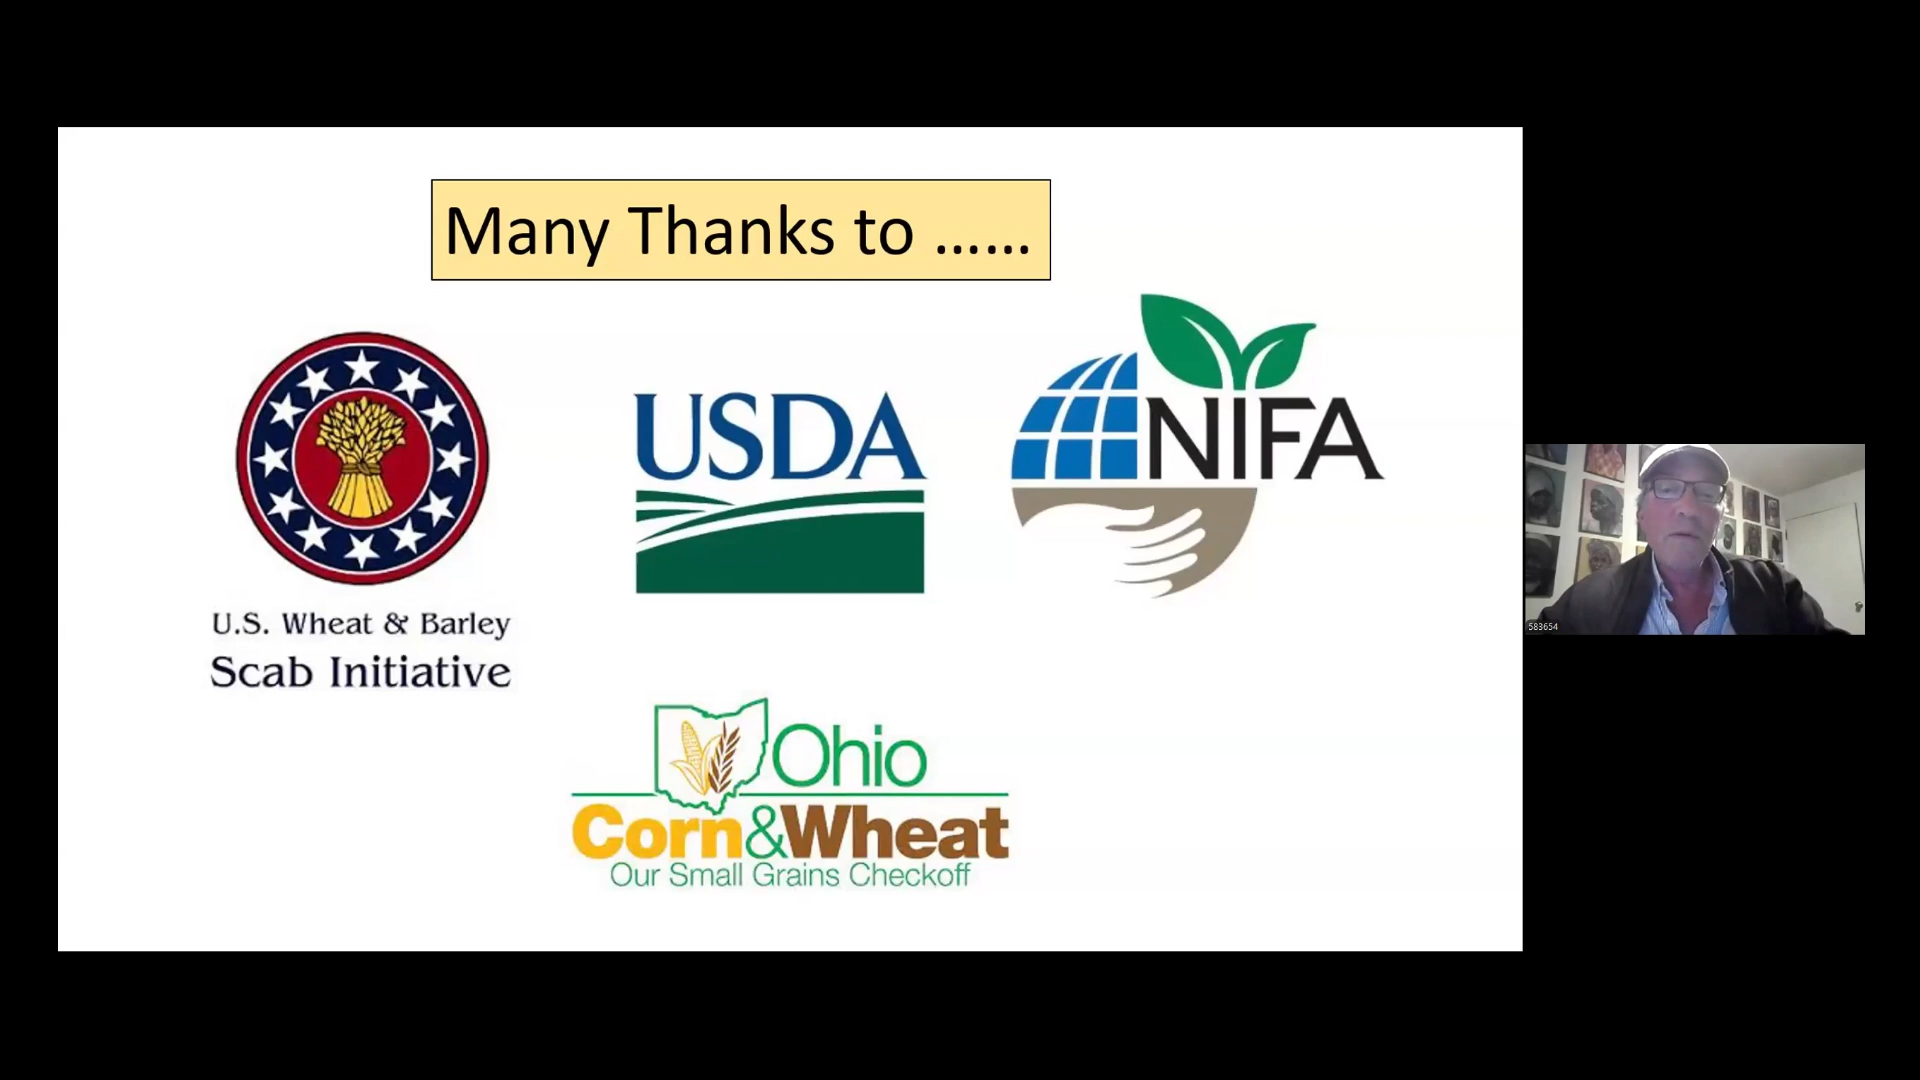 Many Thanks to ......
USDA
NIFA
U.S. Wheat & Barley
Scab Initiative
Ohio
Corn&Wheat
Our Small Grains Checkoff
583654